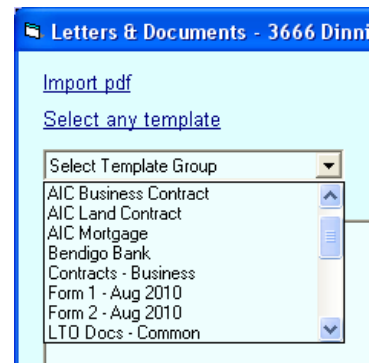 Letters & Documents - 3666 Dinni
Import pdf
Select any template
Select Template Group
AIC Business Contract
AIC Land Contract
AIC Mortgage
Bendigo Bank
Contracts - Business
Form 1 - Aug 2010
Form 2 - Aug 2010
LTO Docs - Common